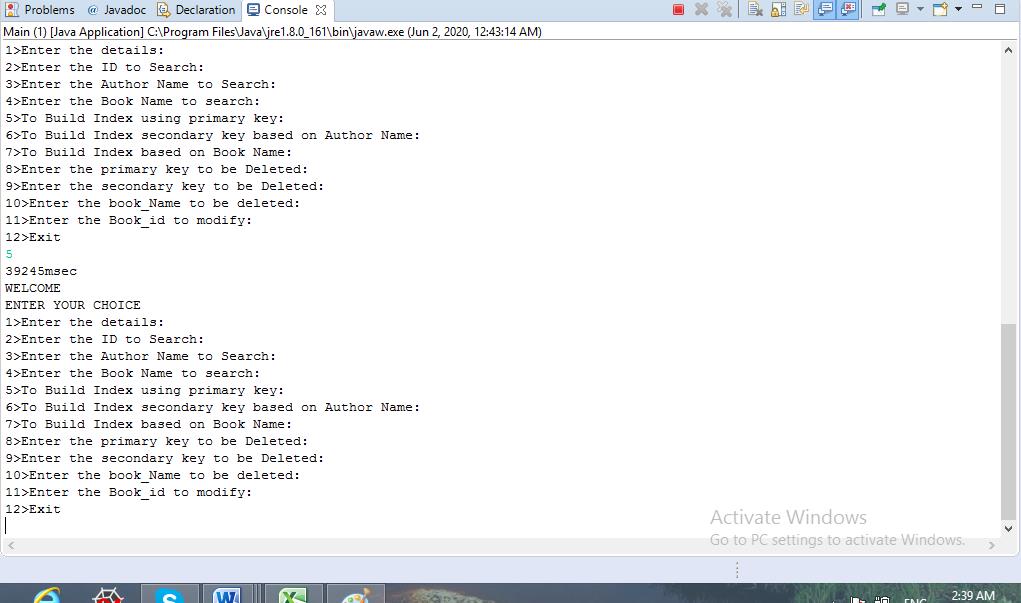 Problems @ Javadoc Declaration Console
Main (1) [Java Application] C:\Program Files\Java\jre1.8.0_161\bin\javaw.exe (Jun 2, 2020, 12:43:14 AM)
1>Enter the details:
2>Enter the ID to Search:
3>Enter the Author Name to Search:
4>Enter the Book Name to search:
5>To Build Index using primary key:
6>To Build Index secondary key based on Author Name:
7>To Build Index based on Book Name:
8>Enter the primary key to be Deleted:
9>Enter the secondary key to be Deleted:
10>Enter the book_Name to be deleted:
11>Enter the Book_id to modify:
12>Exit
5
39245msec
WELCOME
ENTER YOUR CHOICE
1>Enter the details:
2>Enter the ID to Search:
3>Enter the Author Name to Search:
4>Enter the Book Name to search:
5>To Build Index using primary key:
6>To Build Index secondary key based on Author Name:
7>To Build Index based on Book Name:
8>Enter the primary key to be Deleted:
9>Enter the secondary key to be Deleted:
10>Enter the book_Name to be deleted:
11>Enter the Book_id to modify:
12>Exit
Activate Windows
Go to PC settings to activate Windows.
ENG 2:39 AM